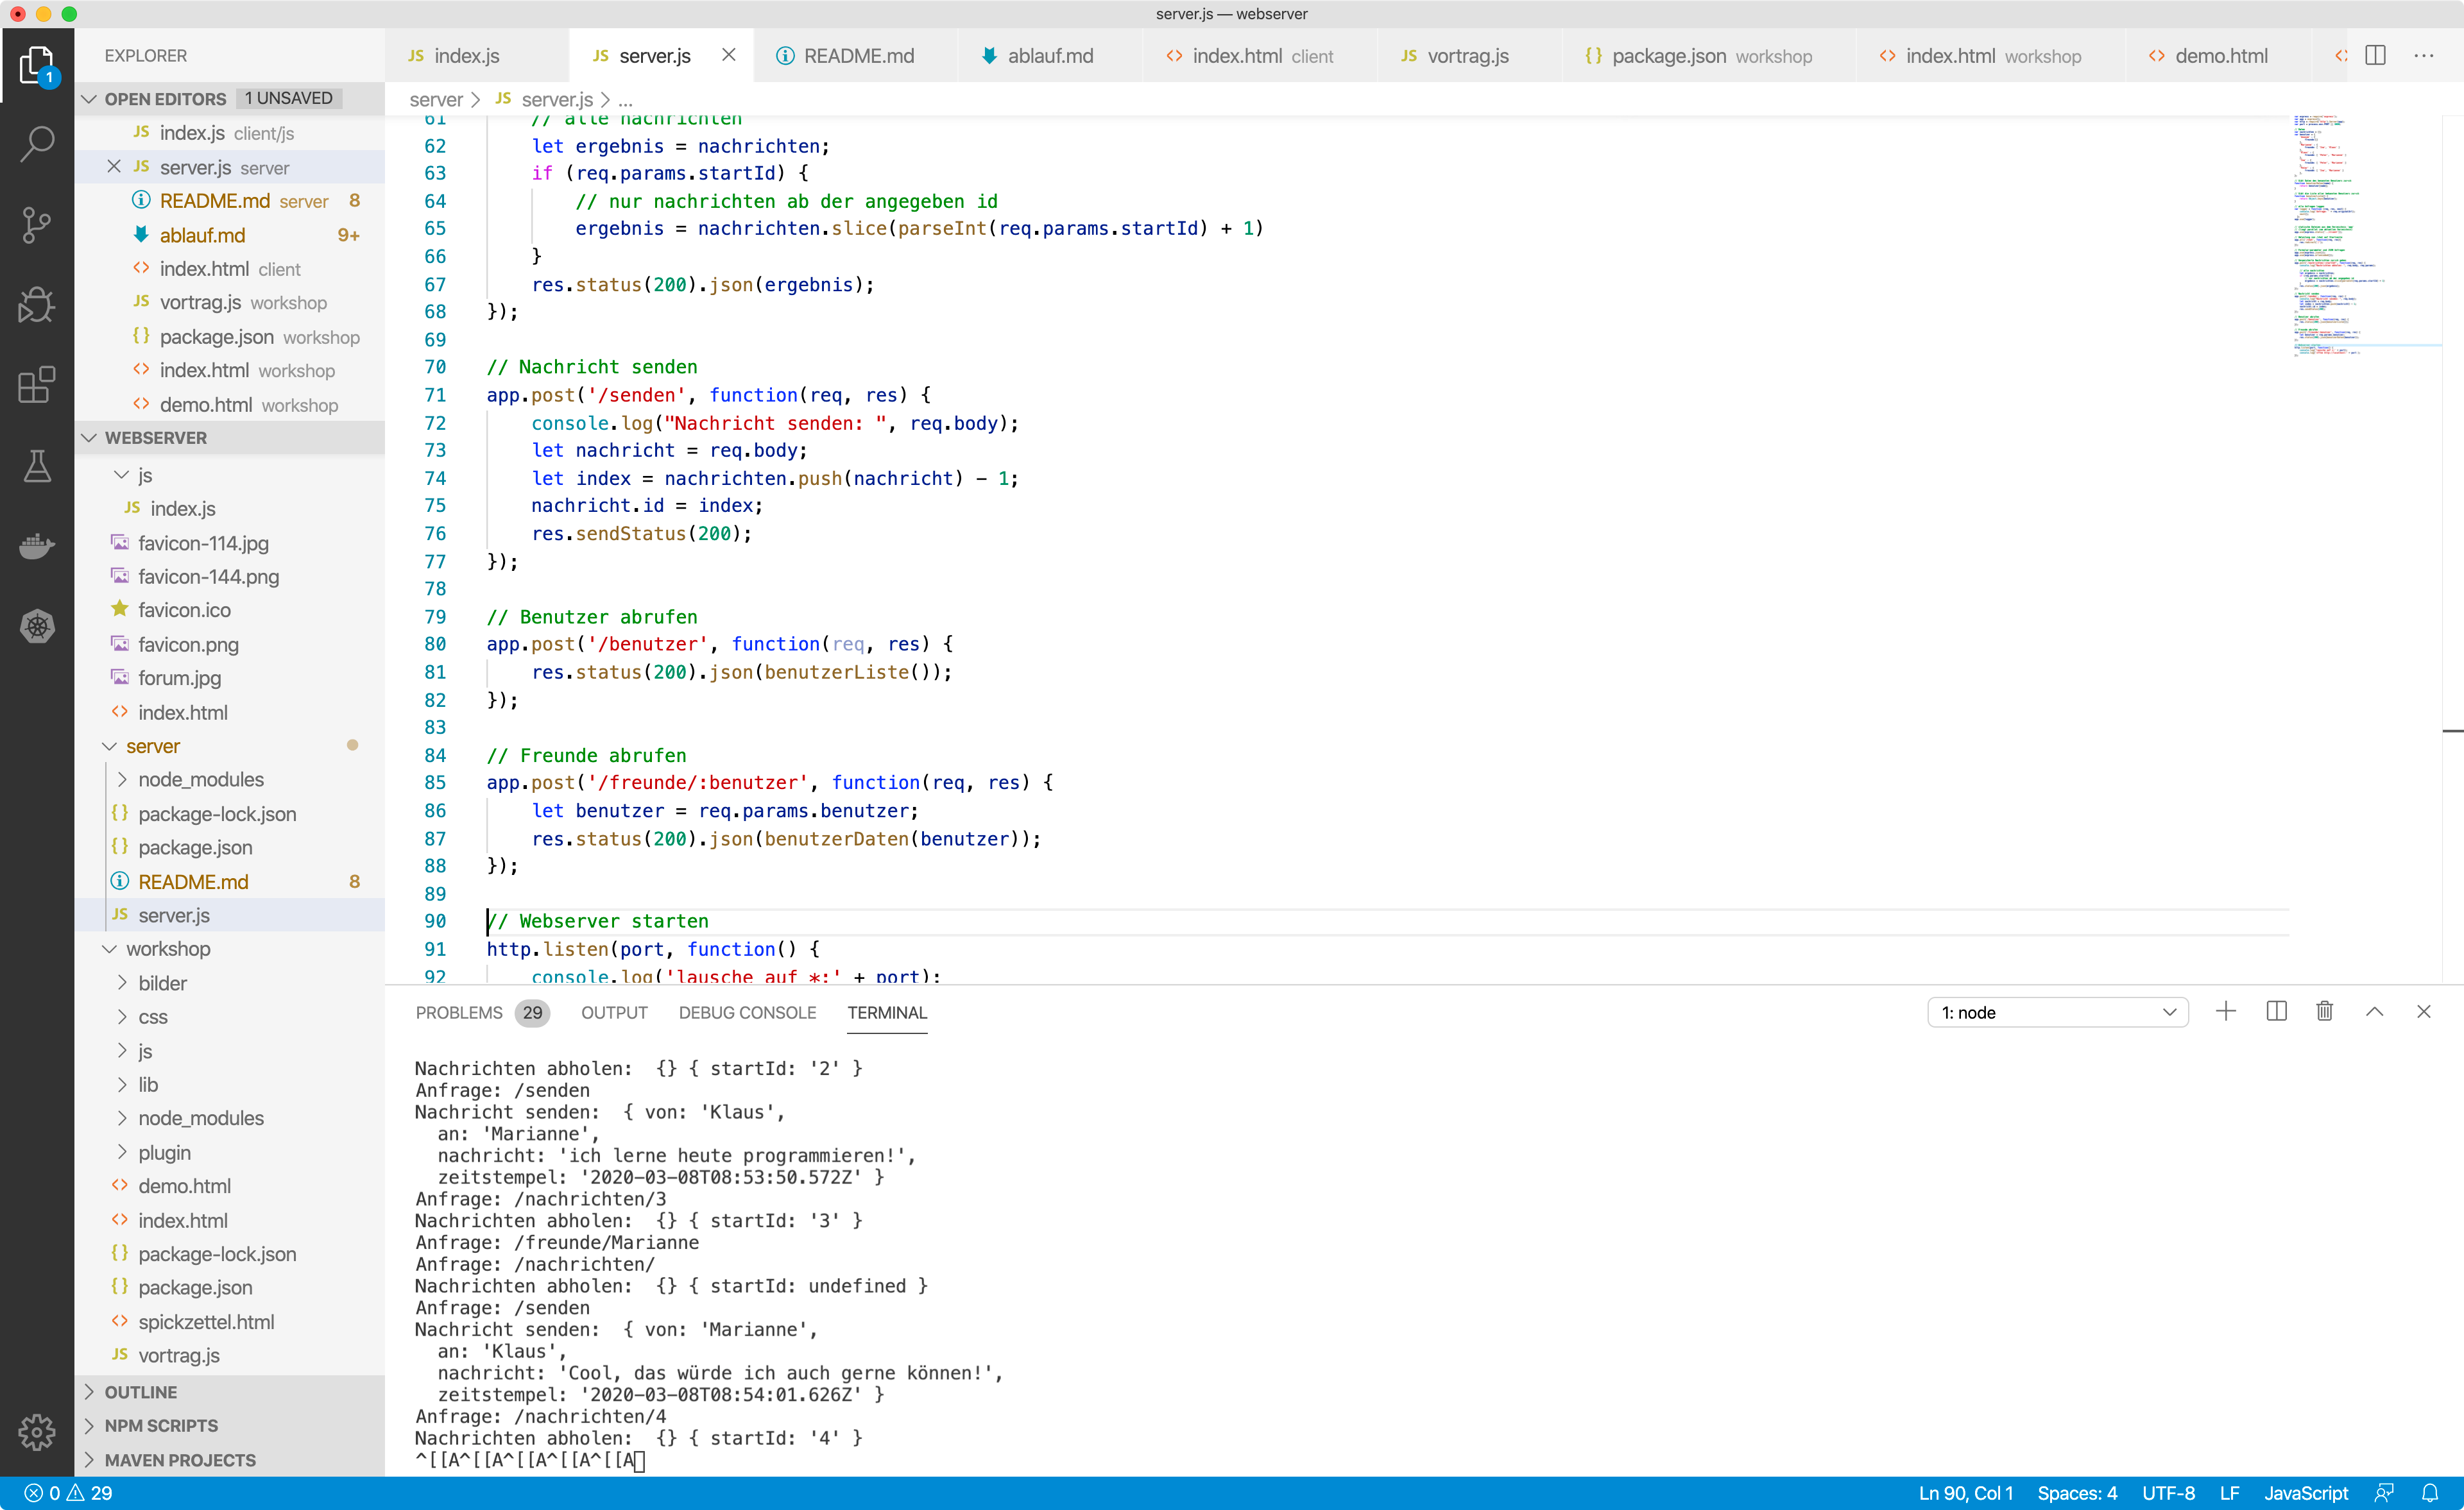 server.js — webserver
EXPLORER
OPEN EDITORS 1 UNSAVED
JS index.js client/js
JS server.js server
README.md server 8
ablauf.md 9+
<> index.html client
JS vortrag.js workshop
{} package.json workshop
<> index.html workshop
<> demo.html workshop
WEBSERVER
js
JS index.js
favicon-114.jpg
favicon-144.png
favicon.ico
favicon.png
forum.jpg
<> index.html
server
node_modules
{} package-lock.json
{} package.json
README.md 8
JS server.js
workshop
bilder
css
js
lib
node_modules
plugin
<> demo.html
<> index.html
{} package-lock.json
{} package.json
<> spickzettel.html
JS vortrag.js
OUTLINE
NPM SCRIPTS
MAVEN PROJECTS
1
JS index.js JS server.js README.md ablauf.md <> index.html client JS vortrag.js {} package.json workshop <> index.html workshop <> demo.html
server > JS server.js > ...
61 // alle nachrichten
62 let ergebnis = nachrichten;
63 if (req.params.startId) {
64 // nur nachrichten ab der angegeben id
65 ergebnis = nachrichten.slice(parseInt(req.params.startId) + 1)
66 }
67 res.status(200).json(ergebnis);
68 });
69
70 // Nachricht senden
71 app.post('/senden', function(req, res) {
72 console.log("Nachricht senden: ", req.body);
73 let nachricht = req.body;
74 let index = nachrichten.push(nachricht) - 1;
75 nachricht.id = index;
76 res.sendStatus(200);
77 });
78
79 // Benutzer abrufen
80 app.post('/benutzer', function(req, res) {
81 res.status(200).json(benutzerListe());
82 });
83
84 // Freunde abrufen
85 app.post('/freunde/:benutzer', function(req, res) {
86 let benutzer = req.params.benutzer;
87 res.status(200).json(benutzerDaten(benutzer));
88 });
89
90 // Webserver starten
91 http.listen(port, function() {
92 console.log('lausche auf *:' + port);
PROBLEMS 29 OUTPUT DEBUG CONSOLE TERMINAL 1: node
Nachrichten abholen:  {} { startId: '2' }
Anfrage: /senden
Nachricht senden:  { von: 'Klaus',
an: 'Marianne',
nachricht: 'ich lerne heute programmieren!',
zeitstempel: '2020-03-08T08:53:50.572Z' }
Anfrage: /nachrichten/3
Nachrichten abholen:  {} { startId: '3' }
Anfrage: /freunde/Marianne
Anfrage: /nachrichten/
Nachrichten abholen:  {} { startId: undefined }
Anfrage: /senden
Nachricht senden:  { von: 'Marianne',
an: 'Klaus',
nachricht: 'Cool, das würde ich auch gerne können!',
zeitstempel: '2020-03-08T08:54:01.626Z' }
Anfrage: /nachrichten/4
Nachrichten abholen:  {} { startId: '4' }
^[[A^[[A^[[A^[[A^[[A
0 29 Ln 90, Col 1 Spaces: 4 UTF-8 LF JavaScript